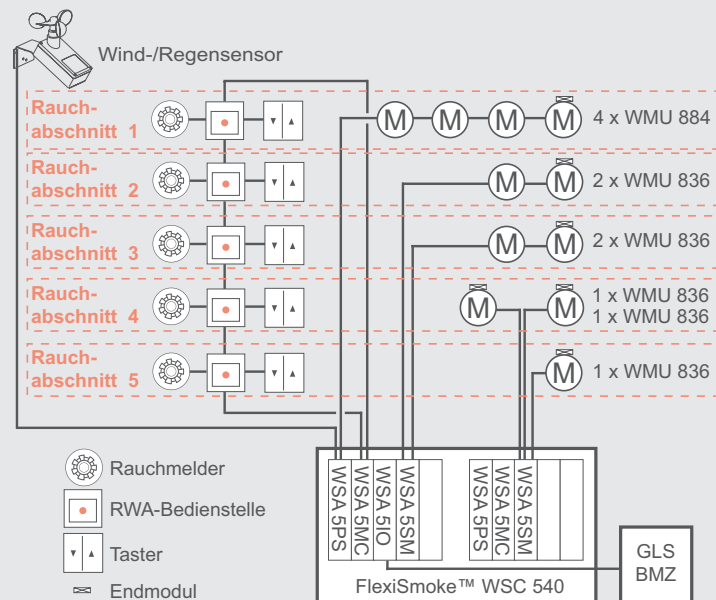 Wind-/Regensensor
Rauch-
abschnitt 1
M M M M
4 x WMU 884
Rauch-
abschnitt 2
M M
2 x WMU 836
Rauch-
abschnitt 3
M M
2 x WMU 836
Rauch-
abschnitt 4
M M
1 x WMU 836
1 x WMU 836
Rauch-
abschnitt 5
M
1 x WMU 836
Rauchmelder
RWA-Bedienstelle
Taster
Endmodul
WSA 5PS
WSA 5MC
WSA 5IO
WSA 5SM
WSA 5PS
WSA 5MC
WSA 5SM
FlexiSmoke™ WSC 540
GLS
BMZ